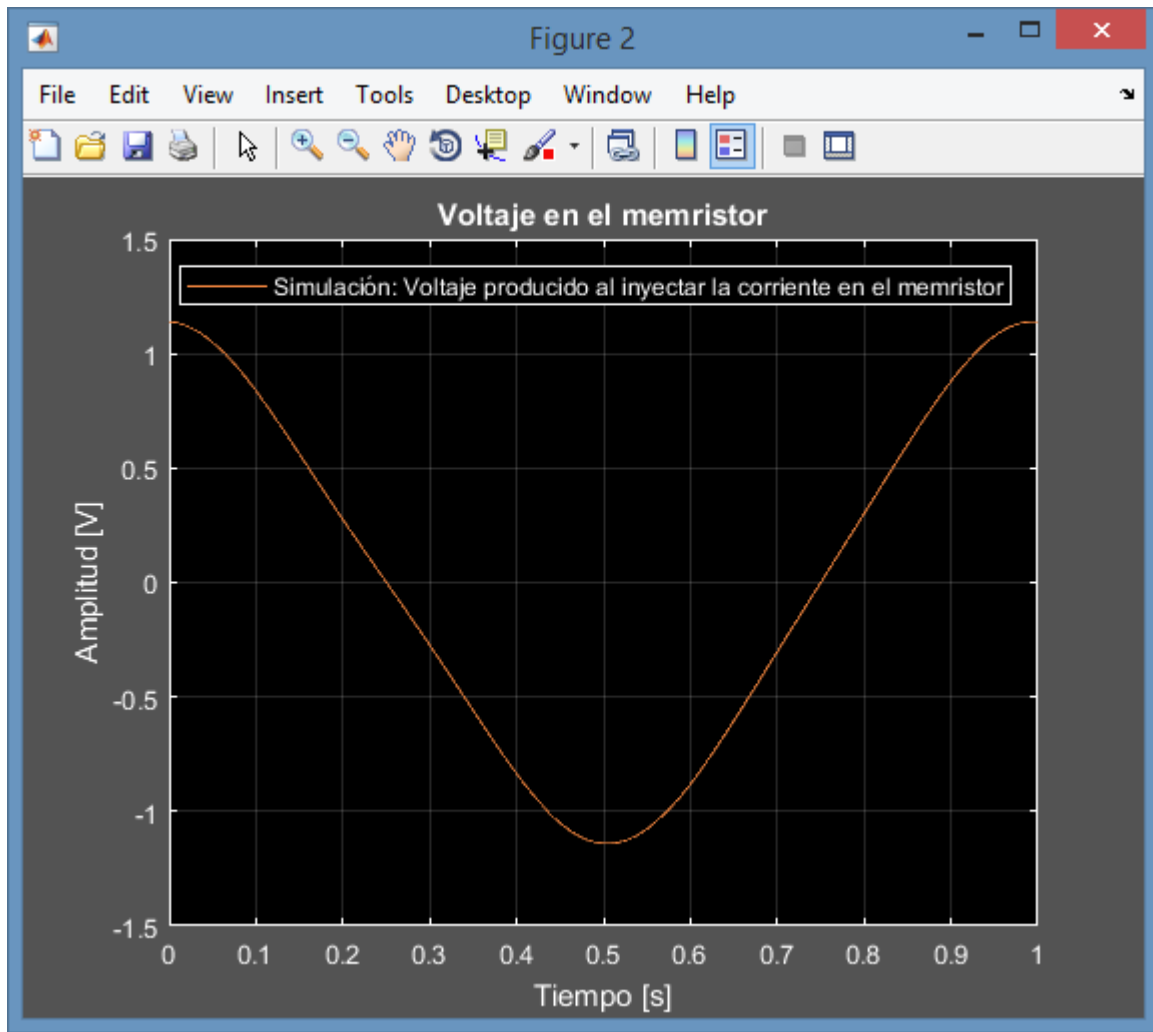 Figure 2
File Edit View Insert Tools Desktop Window Help
Voltaje en el memristor
Simulación: Voltaje producido al inyectar la corriente en el memristor
Amplitud [V]
1.5
1
0.5
0
-0.5
-1
-1.5
0 0.1 0.2 0.3 0.4 0.5 0.6 0.7 0.8 0.9 1
Tiempo [s]